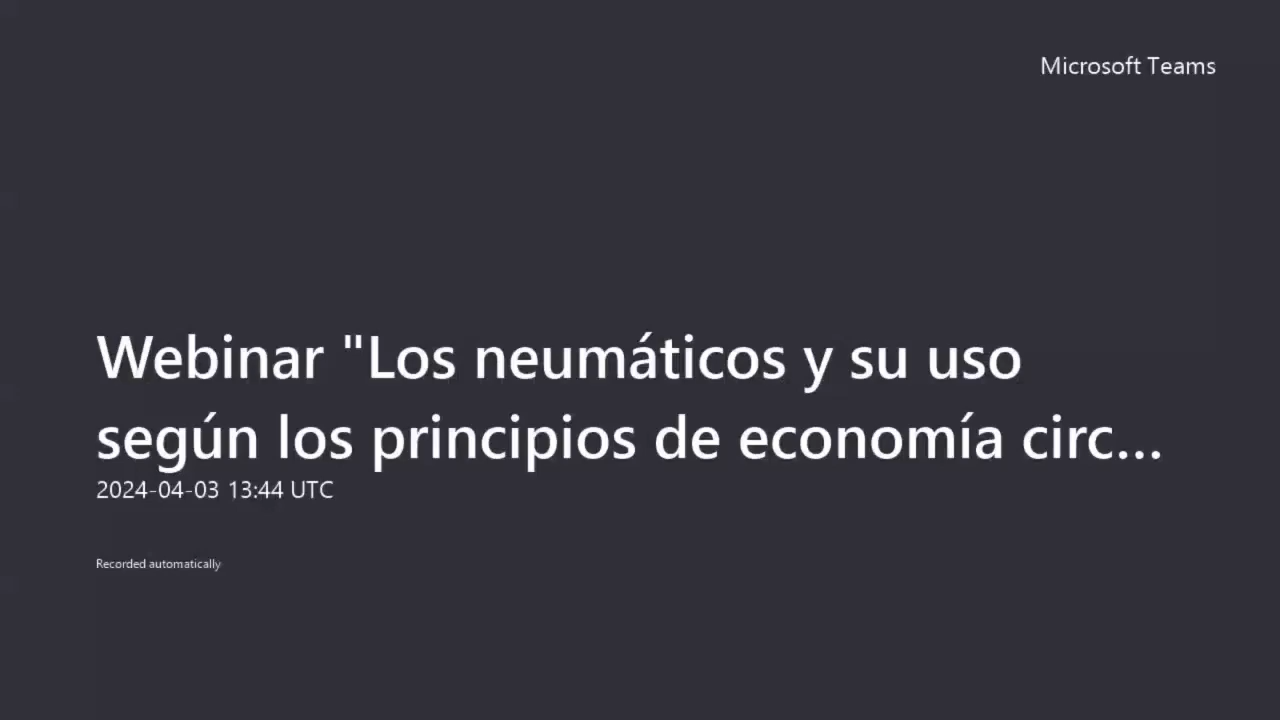 Microsoft Teams
Webinar "Los neumáticos y su uso
según los principios de economía circ...
2024-04-03 13:44 UTC
Recorded automatically